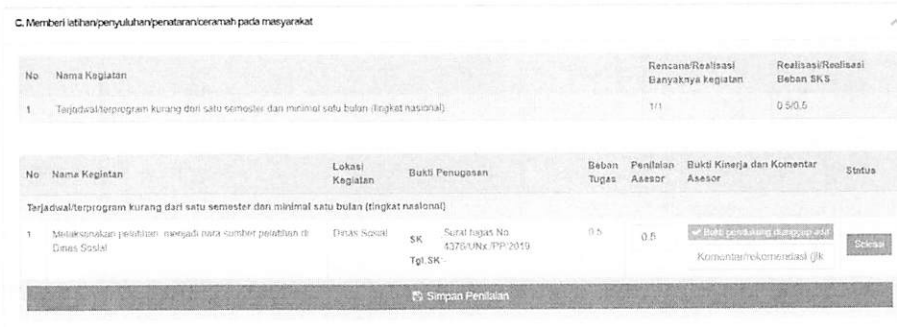 C. Memberi latihan/penyuluhan/penataran/ceramah pada masyarakat
No Nama Kegiatan Rencana/Realisasi Banyaknya kegiatan Realisasi/Realisasi Beban SKS
1. Terjadwal/terprogram kurang dari satu semester dan minimal satu bulan (tingkat nasional) 1/1 0.5/0.5
No Nama Kegiatan Lokasi Kegiatan Bukti Penugasan Beban Tugas Penilaian Asesor Bukti Kinerja dan Komentar Asesor Status
Terjadwal/terprogram kurang dari satu semester dan minimal satu bulan (tingkat nasional)
1. Melaksanakan pelatihan menjadi nara sumber pelatihan di Dinas Sosial Dinas Sosial SK Surat tugas No. 4376/UNx./PP/2019 0.5 0.5 Bukti pendukung dianggap ada Selesai
Tgl.SK - Komentar/rekomendasi (jik
Simpan Penilaian